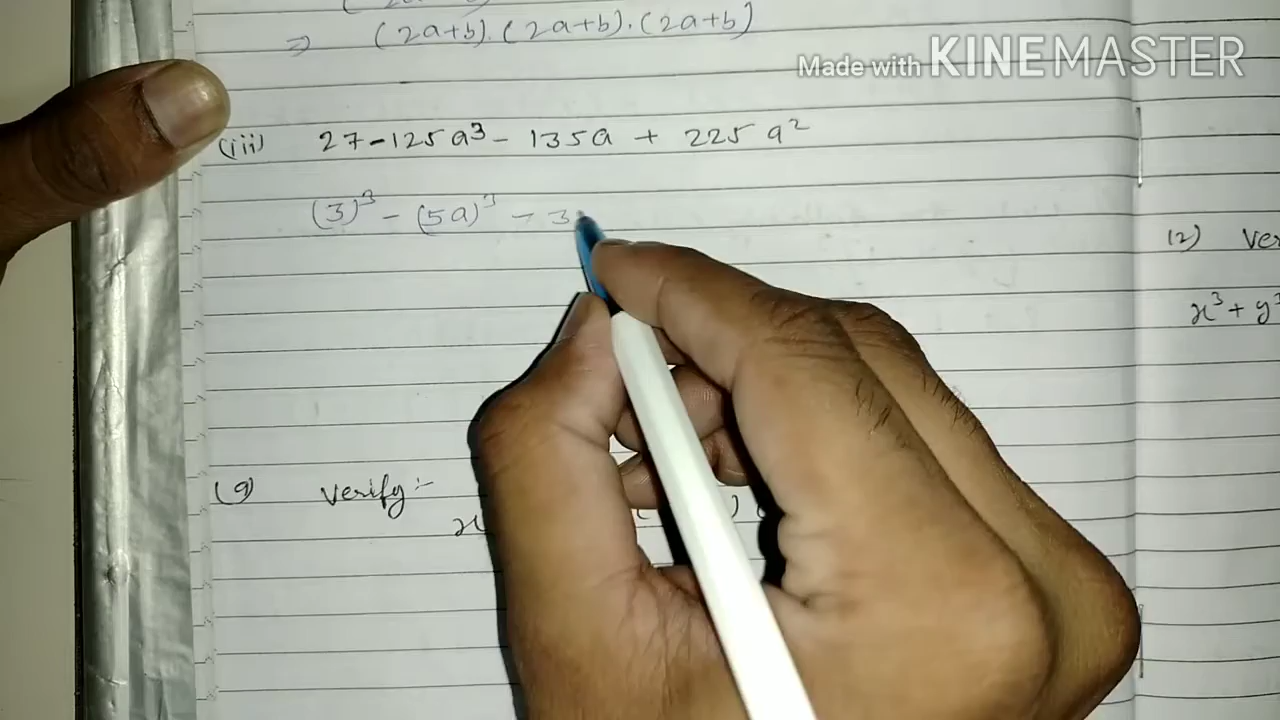 ⇒ (2a+b).(2a+b).(2a+b)
Made with KINEMASTER
(iii) 27-125a³- 135a + 225a²
(3)³ - (5a)³ - 3
(12) Ver
x³+ y³
(9) Verify:-
x